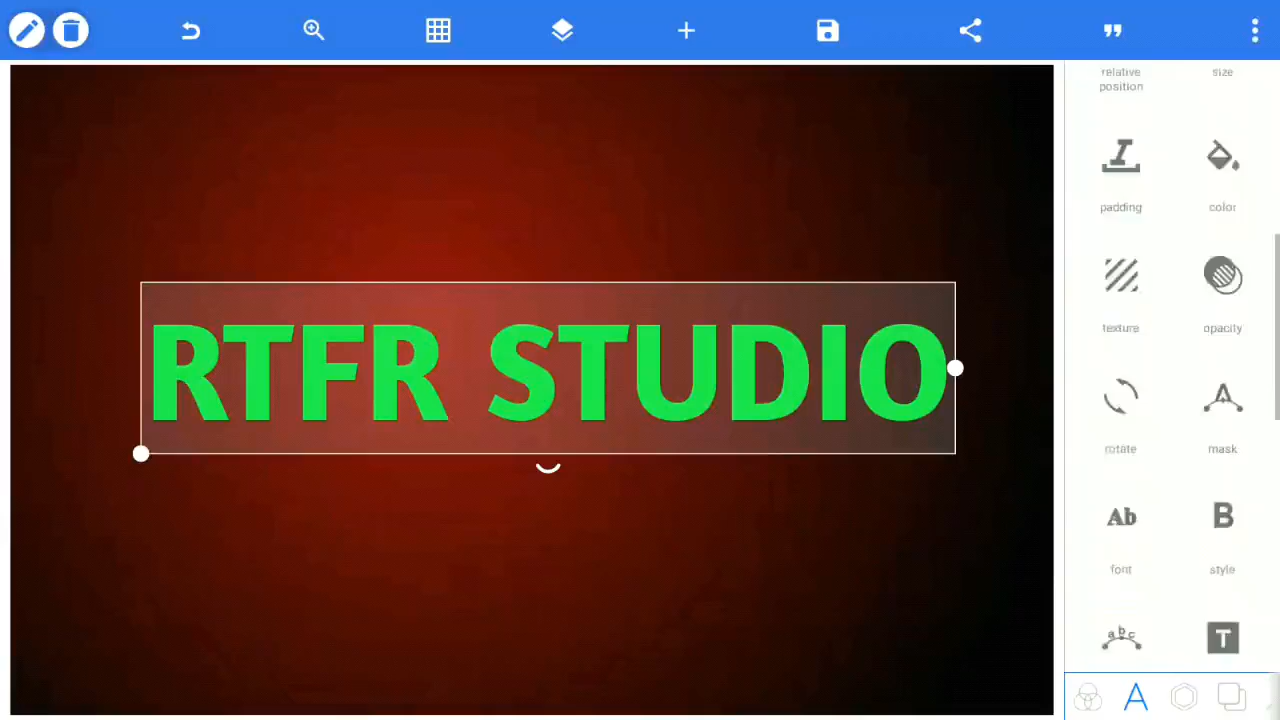 relative position
size
padding
color
texture
opacity
RTFR STUDIO
rotate
mask
Ab
B
font
style
abc
T
A